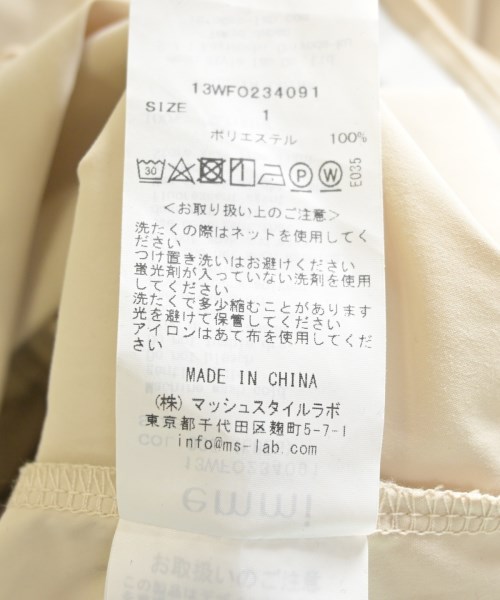 13WFO234091
SIZE 1
ポリエステル 100%
30 P W E035
<お取り扱い上のご注意>
洗たくの際はネットを使用してく
ださい
つけ置き洗いはお避けください
蛍光剤が入っていない洗剤を使用
してください
洗たくで多少縮むことがあります
光を避けて保管してください
アイロンはあて布を使用してくだ
さい
MADE IN CHINA
(株) マッシュスタイルラボ
東京都千代田区麹町5-7-1
info@ms-lab.com
13WFO234091
emmi
お取扱いのご注意